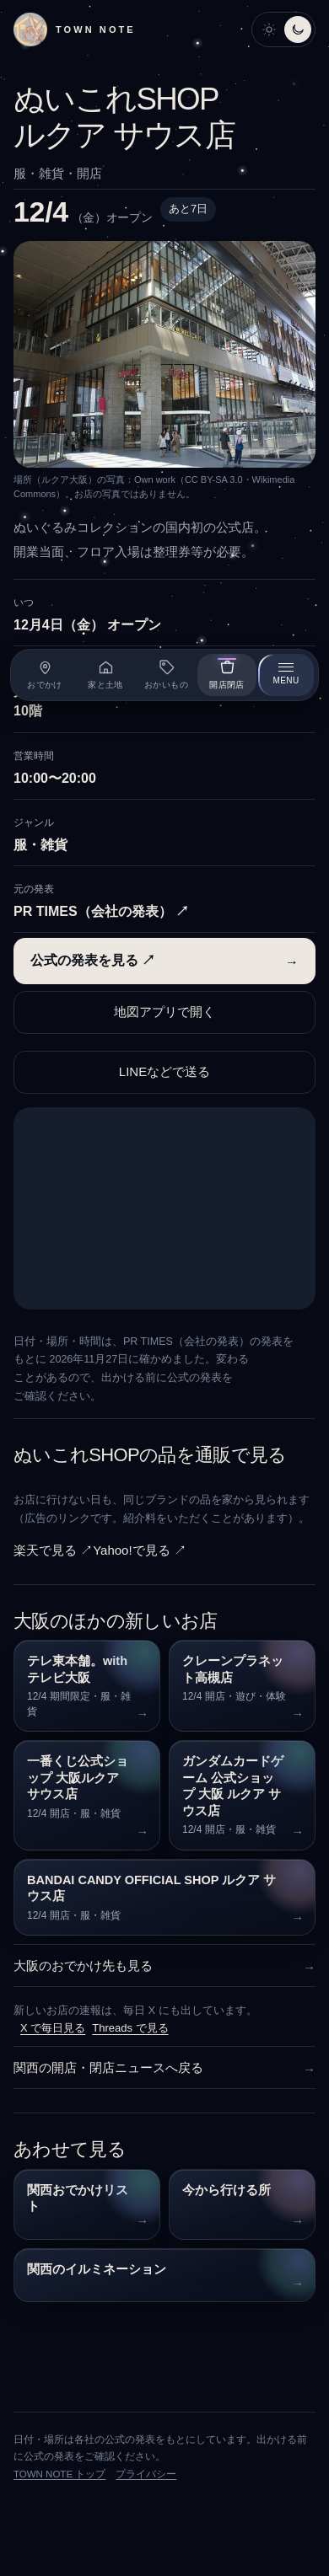 TOWN NOTE
ぬいこれSHOP
ルクア サウス店
服・雑貨・開店
12/4（金）オープン あと7日
場所（ルクア大阪）の写真：Own work（CC BY-SA 3.0・Wikimedia
Commons）。お店の写真ではありません。
ぬいぐるみコレクションの国内初の公式店。
開業当面、フロア入場は整理券等が必要。
いつ
12月4日（金） オープン
おでかけ
家と土地
おかいもの
開店閉店
MENU
10階
営業時間
10:00〜20:00
ジャンル
服・雑貨
元の発表
PR TIMES（会社の発表） ↗
公式の発表を見る ↗ →
地図アプリで開く
LINEなどで送る
日付・場所・時間は、PR TIMES（会社の発表）の発表を
もとに 2026年11月27日に確かめました。変わる
ことがあるので、出かける前に公式の発表を
ご確認ください。
ぬいこれSHOPの品を通販で見る
お店に行けない日も、同じブランドの品を家から見られます
（広告のリンクです。紹介料をいただくことがあります）。
楽天で見る ↗ Yahoo!で見る ↗
大阪のほかの新しいお店
テレ東本舗。with
テレビ大阪
12/4 期間限定・服・雑
貨 →
クレーンプラネッ
ト高槻店
12/4 開店・遊び・体験
→
一番くじ公式ショ
ップ 大阪ルクア
サウス店
12/4 開店・服・雑貨
→
ガンダムカードゲ
ーム 公式ショッ
プ 大阪 ルクア サ
ウス店
12/4 開店・服・雑貨 →
BANDAI CANDY OFFICIAL SHOP ルクア サ
ウス店
12/4 開店・服・雑貨 →
大阪のおでかけ先も見る →
新しいお店の速報は、毎日 X にも出しています。
X で毎日見る Threads で見る
関西の開店・閉店ニュースへ戻る →
あわせて見る
関西おでかけリス
ト →
今から行ける所
→
関西のイルミネーション
→
日付・場所は各社の公式の発表をもとにしています。出かける前
に公式の発表をご確認ください。
TOWN NOTE トップ プライバシー